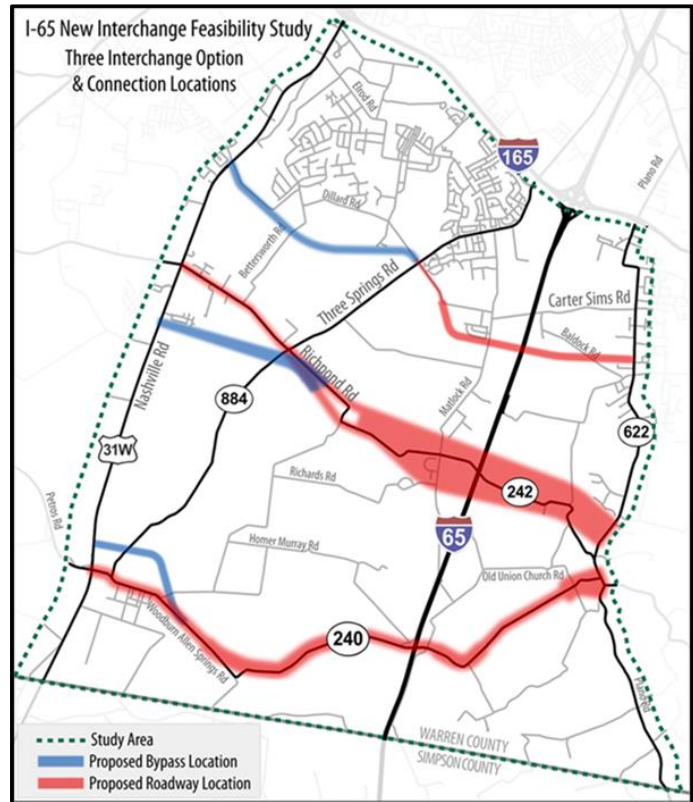 I-65 New Interchange Feasibility Study
Three Interchange Option
& Connection Locations
Elrod Rd
165
Plano Rd
Dillard Rd
Bettersworth Rd
Three Springs Rd
Carter Sims Rd
Baldock Rd
Nashville Rd
Richpond Rd
884
Matlock Rd
622
31W
242
Richards Rd
Petros Rd
65
Homer Murray Rd
Old Union Church Rd
Woodburn Allen Springs Rd
240
Plano Rd
Study Area
Proposed Bypass Location
Proposed Roadway Location
WARREN COUNTY
SIMPSON COUNTY